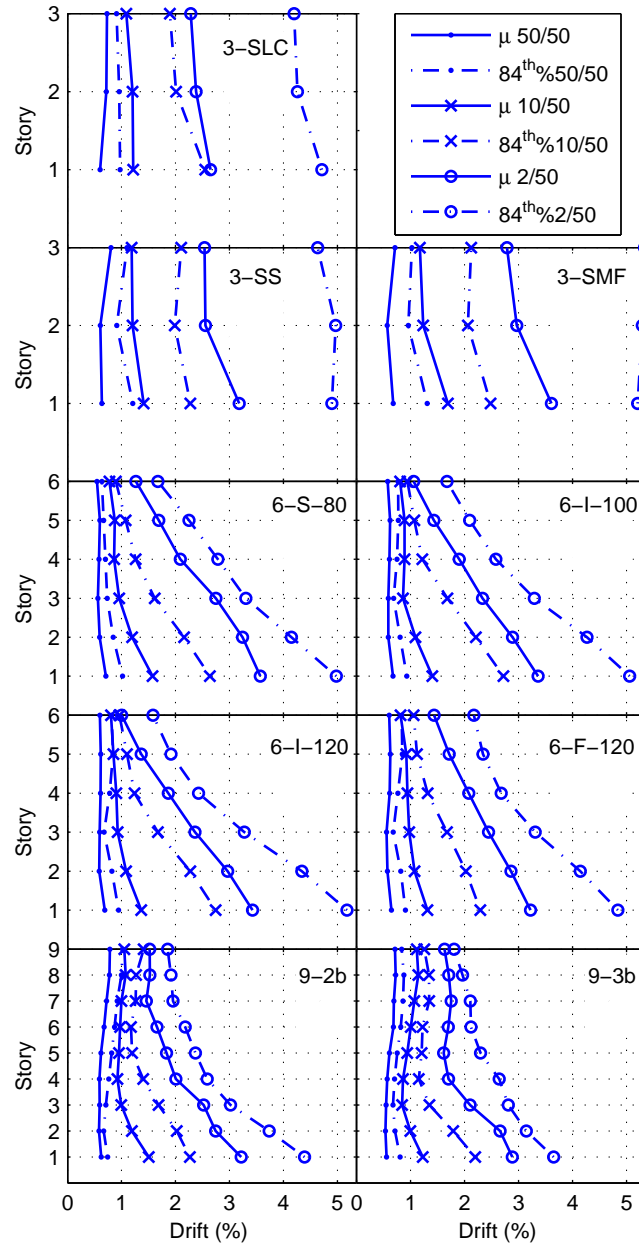 3
3−SLC
Story
2
1
μ 50/50
84th%50/50
μ 10/50
84th%10/50
μ 2/50
84th%2/50
3
3−SS
Story
2
1
3−SMF
6
6−S−80
5
Story
4
3
2
1
6−I−100
6
6−I−120
5
Story
4
3
2
1
6−F−120
9
9−2b
8
7
6
Story
5
4
3
2
1
0 1 2 3 4 5
Drift (%)
9−3b
1 2 3 4 5
Drift (%)